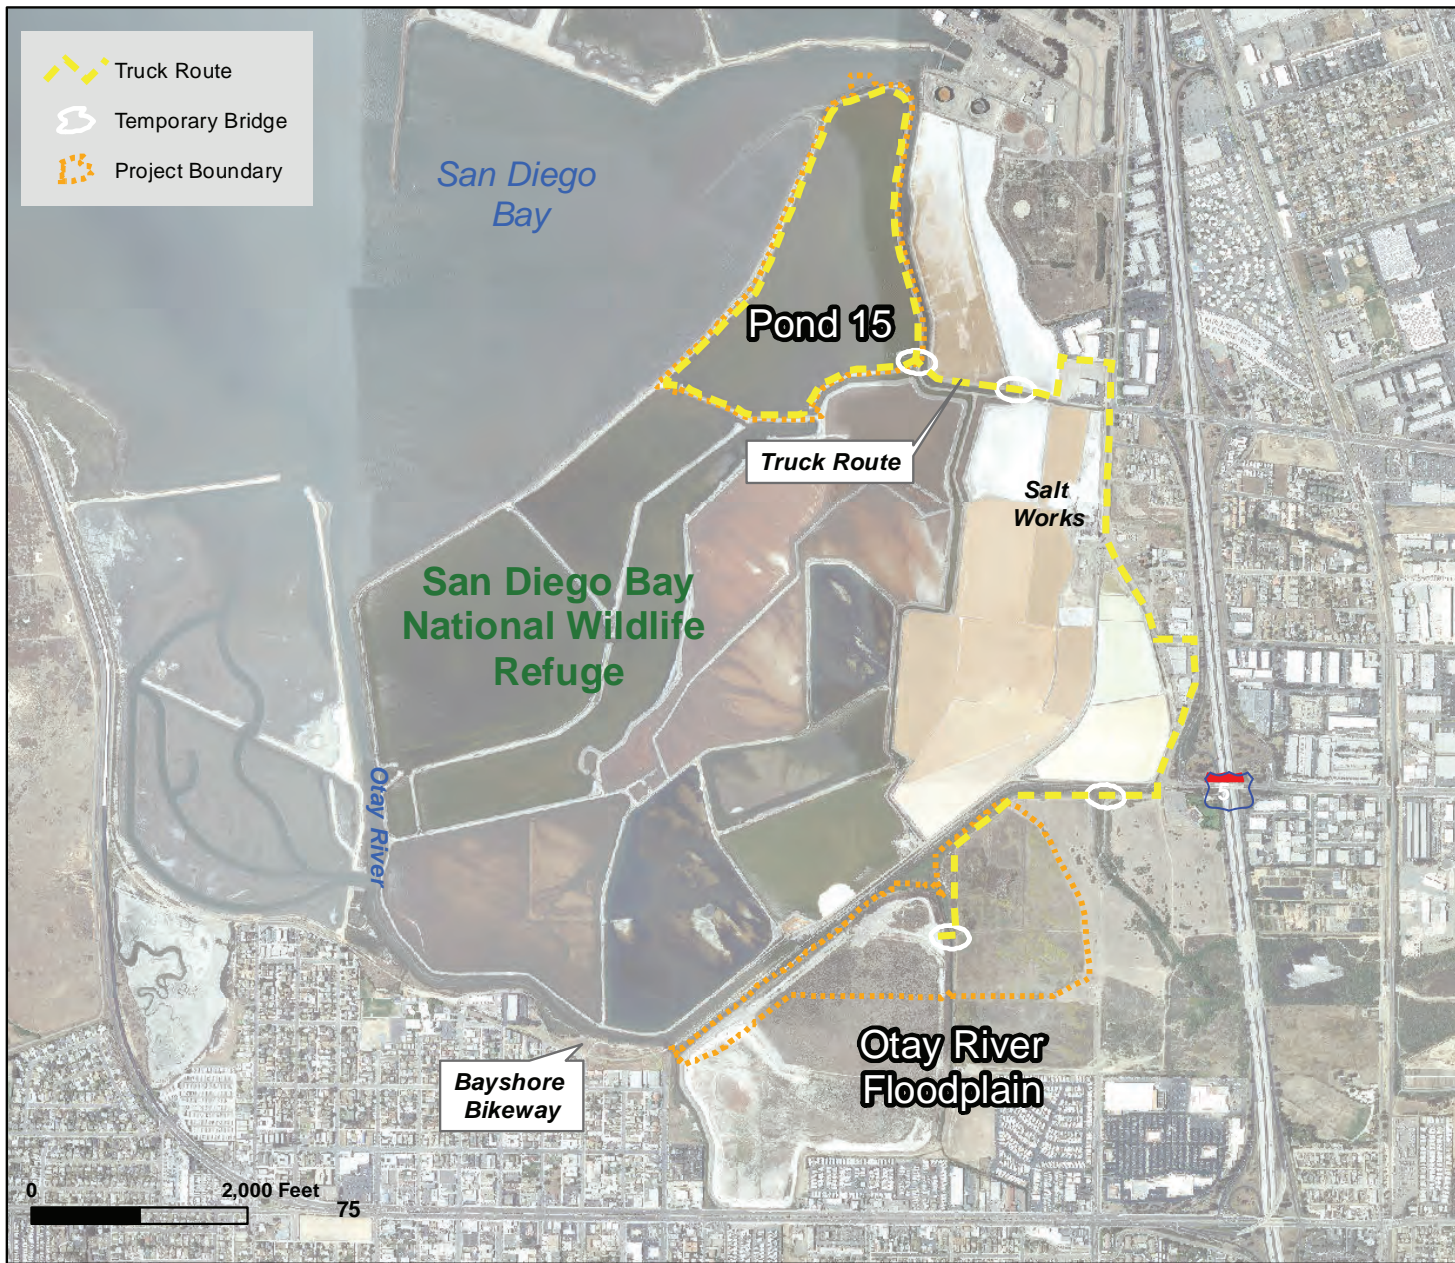 Truck Route
Temporary Bridge
Project Boundary
San Diego
Bay
Pond 15
Truck Route
Salt
Works
San Diego Bay
National Wildlife
Refuge
Otay River
5
Otay River
Floodplain
Bayshore
Bikeway
0
2,000 Feet
75